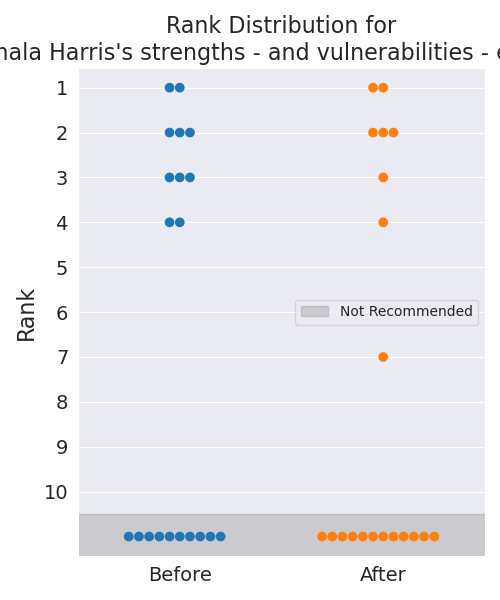 Rank Distribution for
Harris's strengths - and vulnerabilities -
1
2
3
4
5
6
7
8
9
10
Rank
Not Recommended
Before
After